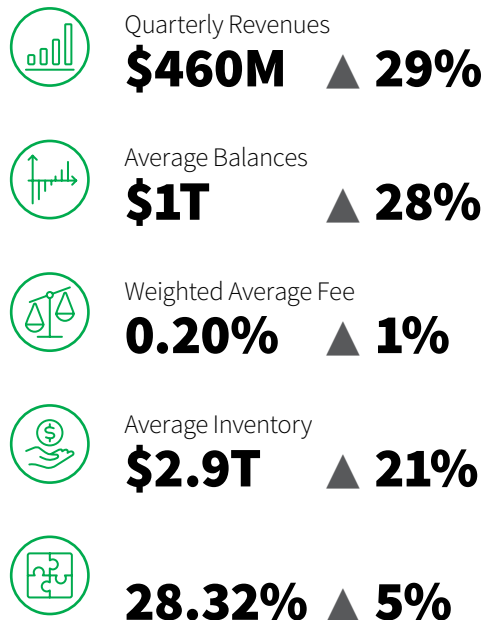 Quarterly Revenues
$460M ▲ 29%
Average Balances
$1T ▲ 28%
Weighted Average Fee
0.20% ▲ 1%
Average Inventory
$2.9T ▲ 21%
28.32% ▲ 5%